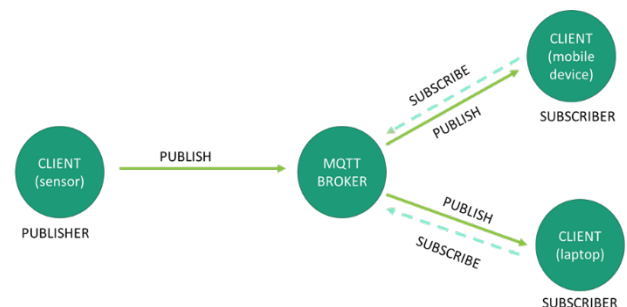 CLIENT
(sensor)
PUBLISHER
PUBLISH
MQTT
BROKER
SUBSCRIBE
PUBLISH
CLIENT
(mobile
device)
SUBSCRIBER
PUBLISH
SUBSCRIBE
CLIENT
(laptop)
SUBSCRIBER